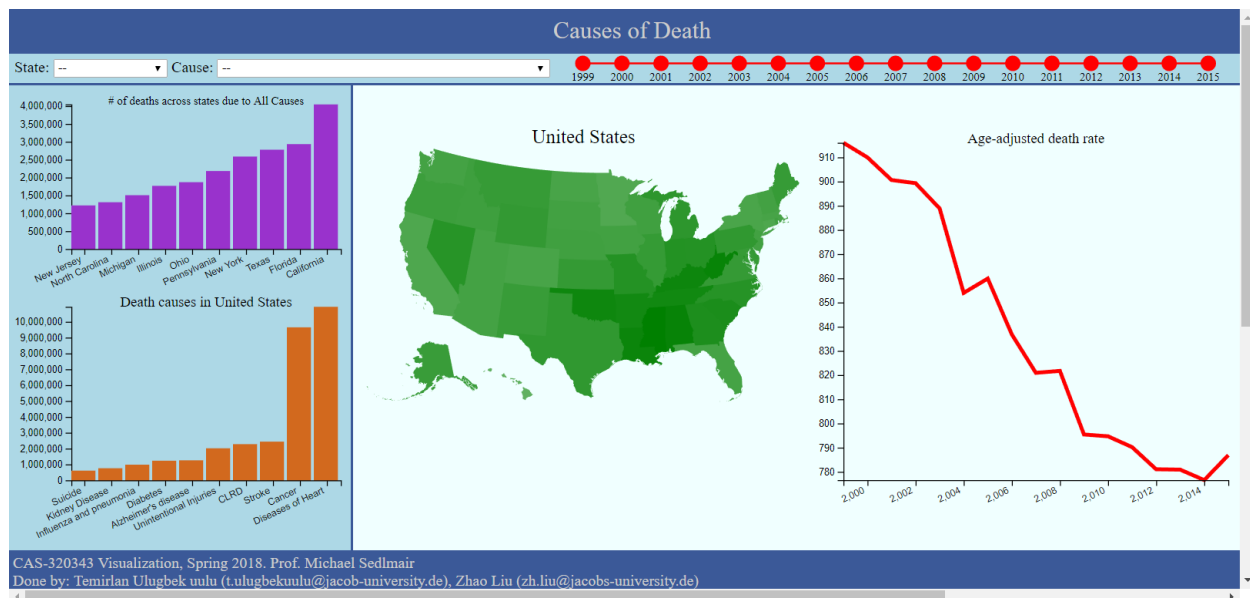 Causes of Death
State: -- Cause: --
1999 2000 2001 2002 2003 2004 2005 2006 2007 2008 2009 2010 2011 2012 2013 2014 2015
# of deaths across states due to All Causes
4,000,000
3,500,000
3,000,000
2,500,000
2,000,000
1,500,000
1,000,000
500,000
0
New Jersey
North Carolina
Michigan
Illinois
Ohio
Pennsylvania
New York
Texas
Florida
California
Death causes in United States
10,000,000
9,000,000
8,000,000
7,000,000
6,000,000
5,000,000
4,000,000
3,000,000
2,000,000
1,000,000
0
Suicide
Kidney Disease
Influenza and pneumonia
Diabetes
Alzheimer's disease
Unintentional Injuries
CLRD
Stroke
Cancer
Diseases of Heart
United States
Age-adjusted death rate
910
900
890
880
870
860
850
840
830
820
810
800
790
780
2,000
2,002
2,004
2,006
2,008
2,010
2,012
2,014
CAS-320343 Visualization, Spring 2018. Prof. Michael Sedlmair
Done by: Temirlan Ulugbek uulu (t.ulugbekuulu@jacob-university.de), Zhao Liu (zh.liu@jacobs-university.de)